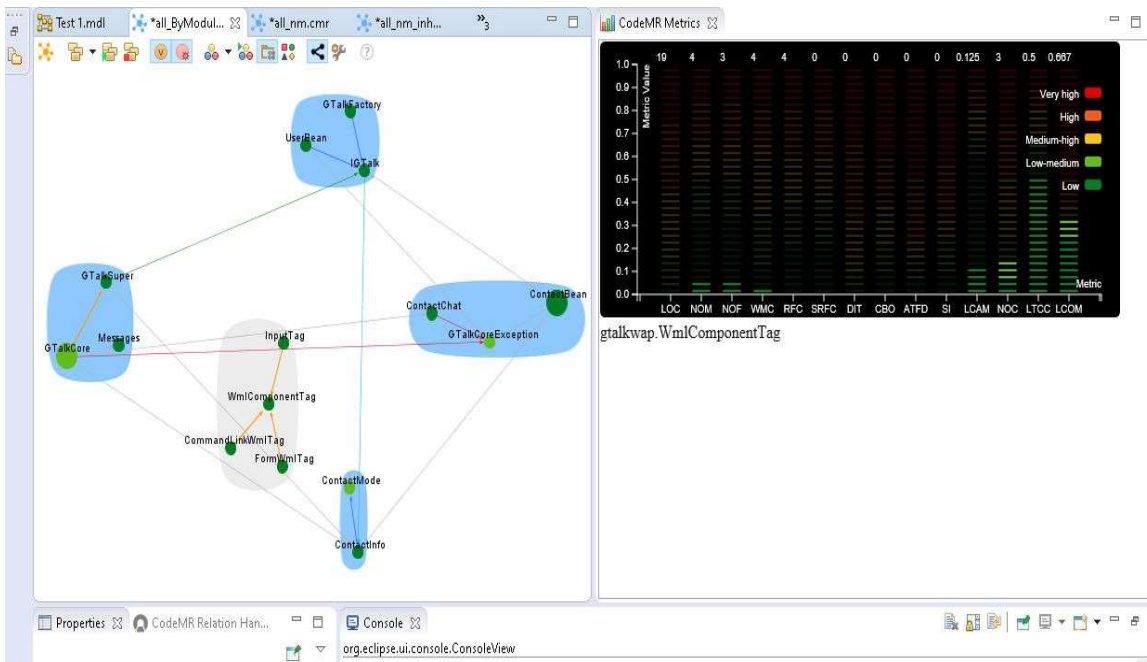 Test 1.mdl
*all_ByModul...
*all_nm.cmr
*all_nm_inh...
»3
CodeMR Metrics
GTalkFactory
UserBean
IGTalk
GTalkSuper
Messages
GTalkCore
ContactChat
ContactBean
GTalkCoreException
InputTag
WmlComponentTag
CommandLinkWmlTag
FormWmlTag
ContactMode
ContactInfo
19 4 3 4 4 0 0 0 0 0 0.125 3 0.5 0.667
Metric Value
1.0
0.9
0.8
0.7
0.6
0.5
0.4
0.3
0.2
0.1
0.0
Very high
High
Medium-high
Low-medium
Low
Metric
LOC NOM NOF WMC RFC SRFC DIT CBO ATFD SI LCAM NOC LTCC LCOM
gtalkwap.WmlComponentTag
Properties
CodeMR Relation Han...
Console
org.eclipse.ui.console.ConsoleView